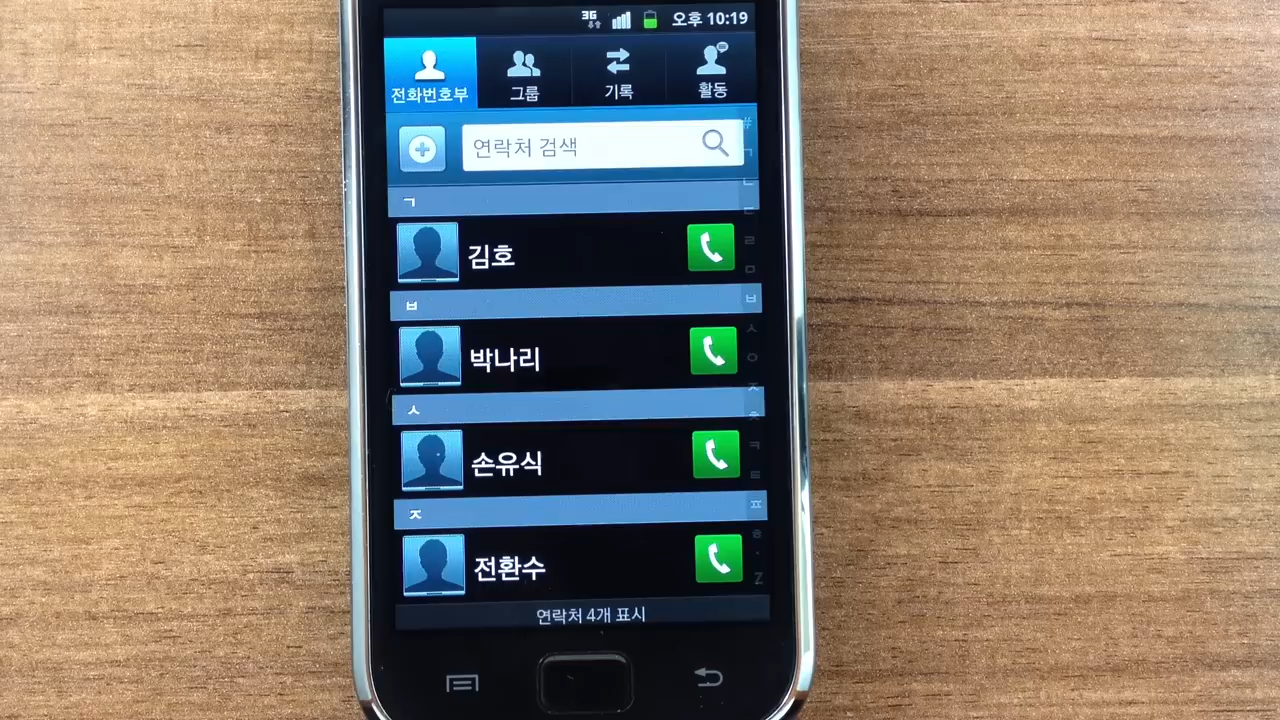 3G 오후 10:19
전화번호부 그룹 기록 활동
연락처 검색
#
ㄱ
ㄴ
ㄱ
ㄷ
김호
ㄹ
ㅁ
ㅂ
ㅂ
박나리
ㅅ
ㅇ
ㅈ
ㅅ
ㅊ
손유식
ㅋ
ㅌ
ㅈ
ㅍ
전환수
ㅎ
Z
연락처 4개 표시